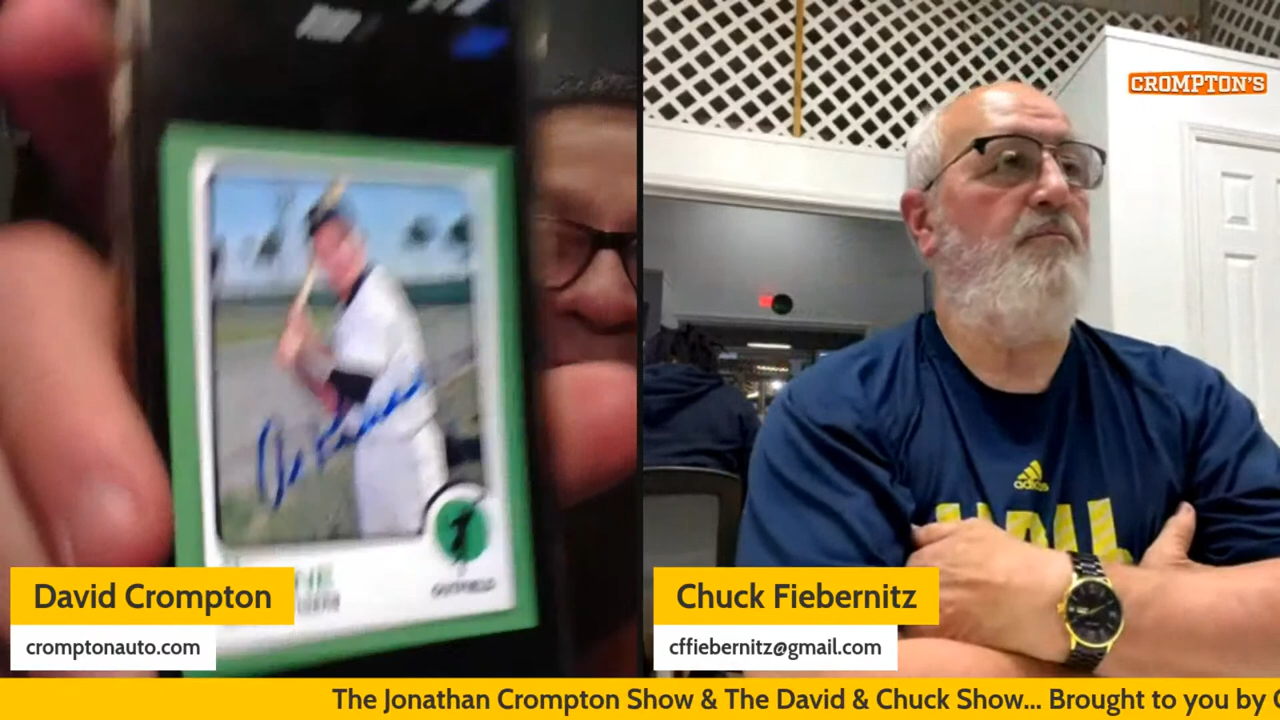 CROMPTON'S
adidas
OUTFIELD
David Crompton
cromptonauto.com
Chuck Fiebernitz
cffiebernitz@gmail.com
The Jonathan Crompton Show & The David & Chuck Show... Brought to you by